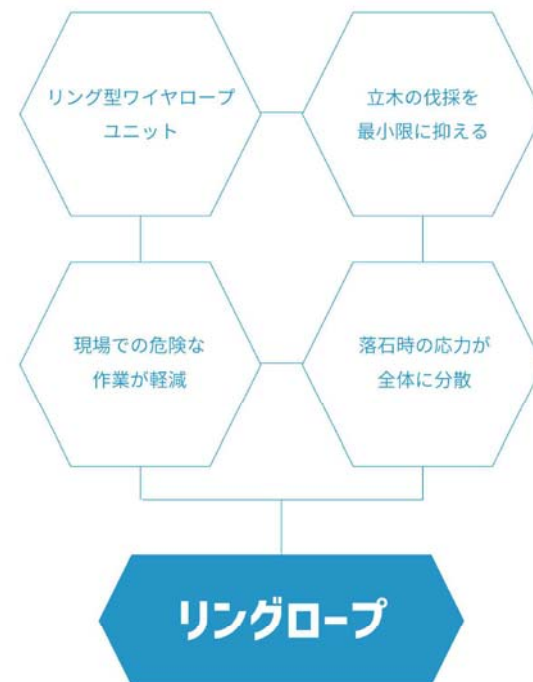 リング型ワイヤロープ
ユニット
立木の伐採を
最小限に抑える
現場での危険な
作業が軽減
落石時の応力が
全体に分散
リングロープ